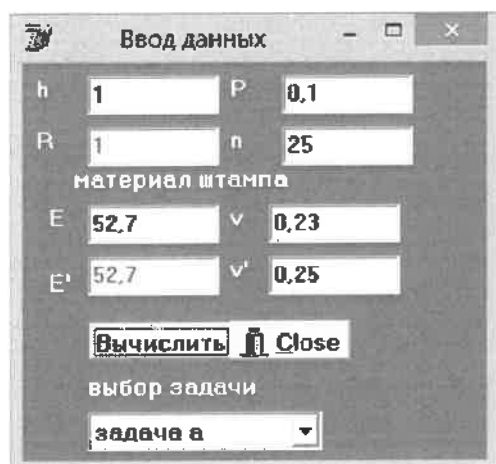 Ввод данных
h 1 P 0,1
R 1 n 25
материал штампа
E 52,7 v 0,23
E' 52,7 v' 0,25
Вычислить Close
выбор задачи
задача а